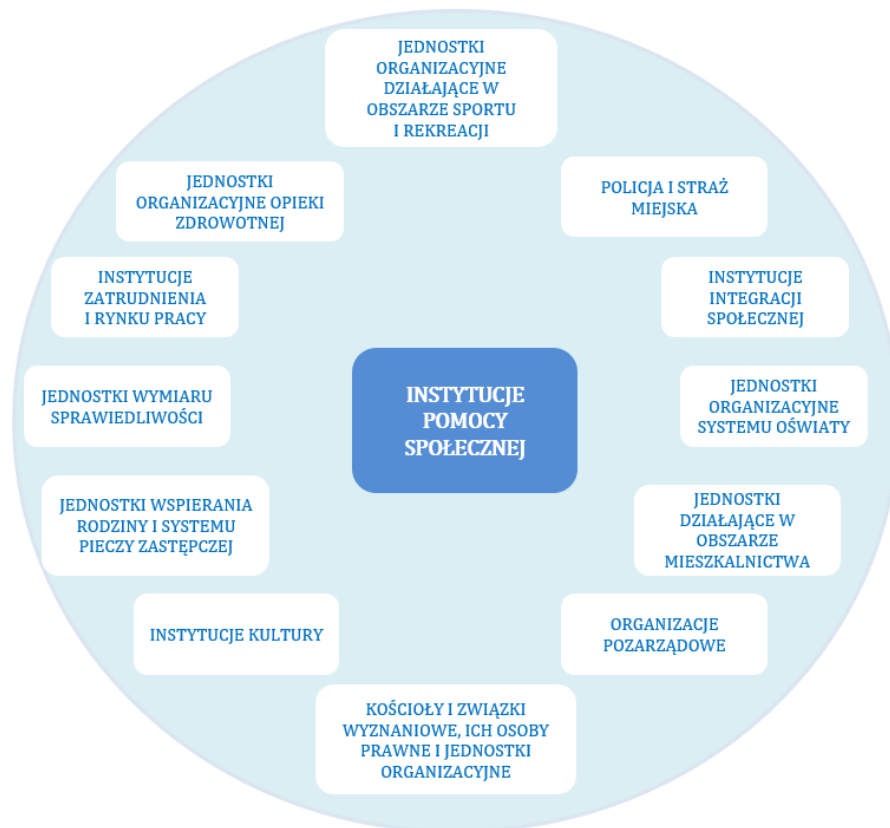 JEDNOSTKI
ORGANIZACYJNE
DZIAŁAJĄCE W
OBSZARZE SPORTU
I REKREACJI
JEDNOSTKI
ORGANIZACYJNE OPIEKI
ZDROWOTNEJ
POLICJA I STRAŻ
MIEJSKA
INSTYTUCJE
ZATRUDNIENIA
I RYNKU PRACY
INSTYTUCJE
INTEGRACJI
SPOŁECZNEJ
JEDNOSTKI WYMIARU
SPRAWIEDLIWOŚCI
INSTYTUCJE
POMOCY
SPOŁECZNEJ
JEDNOSTKI
ORGANIZACYJNE
SYSTEMU OŚWIATY
JEDNOSTKI WSPIERANIA
RODZINY I SYSTEMU
PIECZY ZASTĘPCZEJ
JEDNOSTKI
DZIAŁAJĄCE W
OBSZARZE
MIESZKALNICTWA
INSTYTUCJE KULTURY
ORGANIZACJE
POZARZĄDOWE
KOŚCIOŁY I ZWIĄZKI
WYZNANIOWE, ICH OSOBY
PRAWNE I JEDNOSTKI
ORGANIZACYJNE